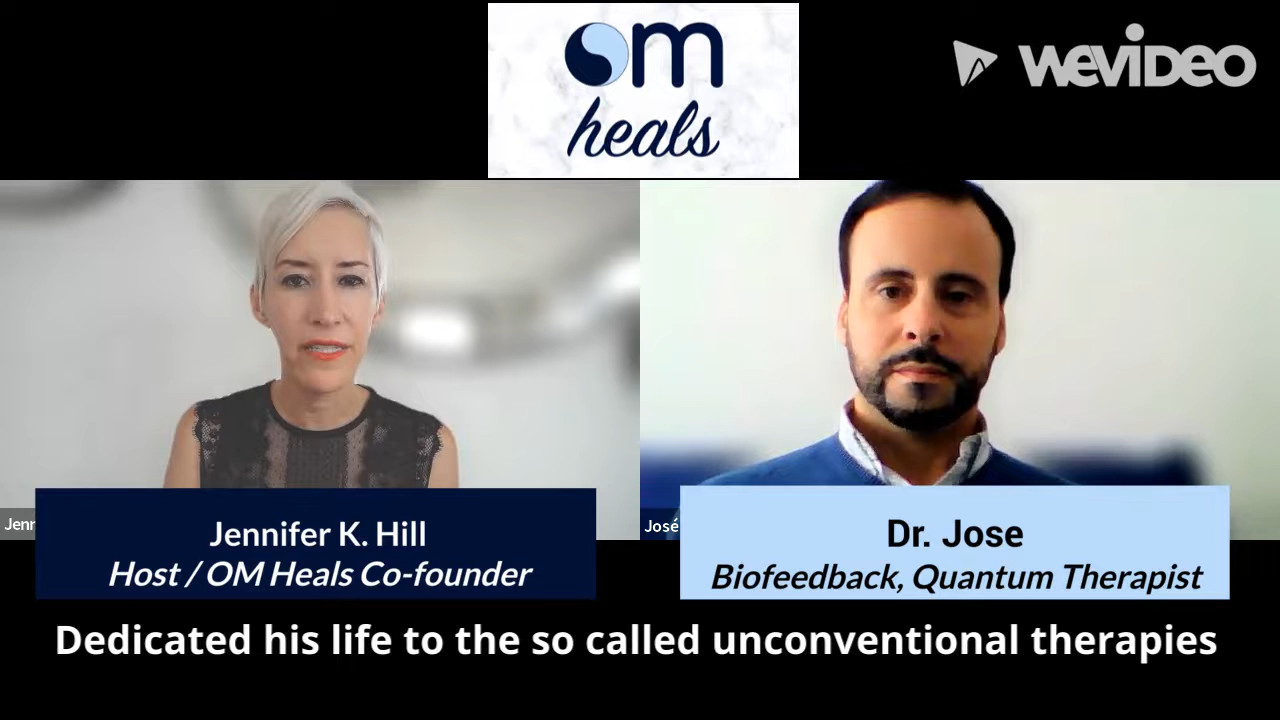 om
heals
WEVIDEO
Jenn
Jennifer K. Hill
Host / OM Heals Co-founder
José
Dr. Jose
Biofeedback, Quantum Therapist
Dedicated his life to the so called unconventional therapies